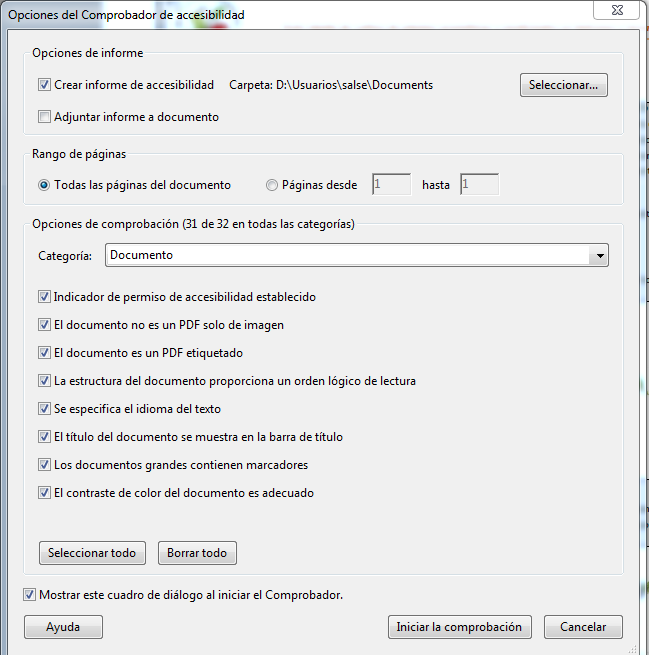 Opciones del Comprobador de accesibilidad
Opciones de informe
Crear informe de accesibilidad Carpeta: D:\Usuarios\salse\Documents Seleccionar...
Adjuntar informe a documento
Rango de páginas
Todas las páginas del documento Páginas desde 1 hasta 1
Opciones de comprobación (31 de 32 en todas las categorías)
Categoría: Documento
Indicador de permiso de accesibilidad establecido
El documento no es un PDF solo de imagen
El documento es un PDF etiquetado
La estructura del documento proporciona un orden lógico de lectura
Se especifica el idioma del texto
El título del documento se muestra en la barra de título
Los documentos grandes contienen marcadores
El contraste de color del documento es adecuado
Seleccionar todo Borrar todo
Mostrar este cuadro de diálogo al iniciar el Comprobador.
Ayuda Iniciar la comprobación Cancelar